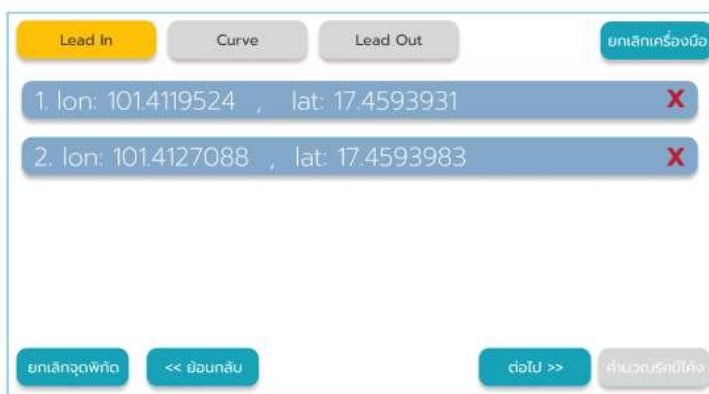 Lead In Curve Lead Out ยกเลิกเครื่องมือ
1. lon: 101.4119524 , lat: 17.4593931 X
2. lon: 101.4127088 , lat: 17.4593983 X
ยกเลิกจุดพิกัด << ย้อนกลับ ต่อไป >> คำนวณรัศมีโค้ง